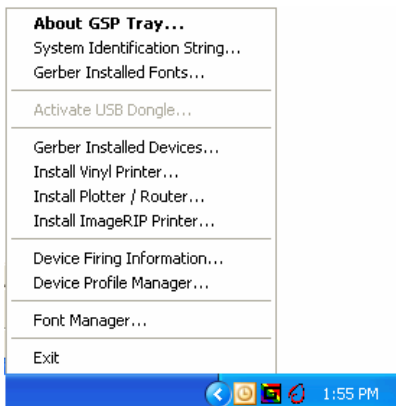 About GSP Tray...
System Identification String...
Gerber Installed Fonts...
Activate USB Dongle...
Gerber Installed Devices...
Install Vinyl Printer...
Install Plotter / Router...
Install ImageRIP Printer...
Device Firing Information...
Device Profile Manager...
Font Manager...
Exit
1:55 PM